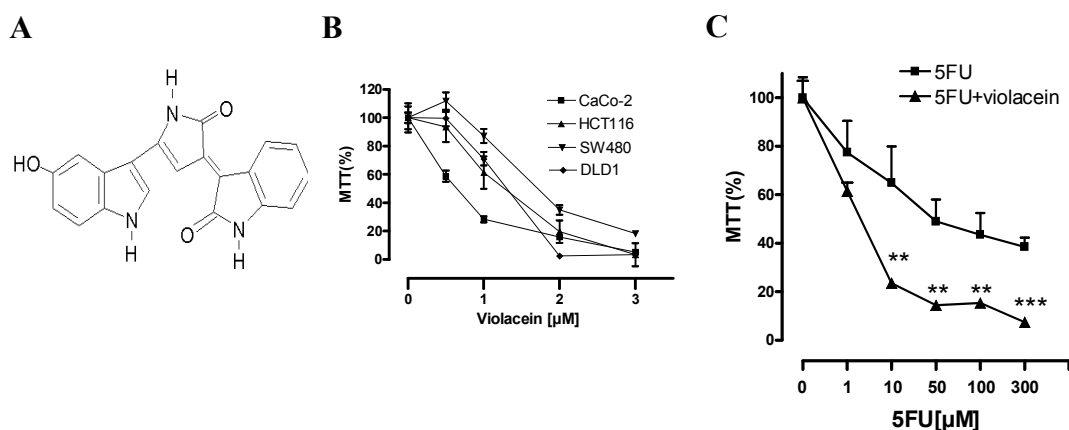 A
H
N
O
HO
N
H
O
N
H
B
120
100
80
60
40
20
0
MTT(%)
CaCo-2
HCT116
SW480
DLD1
0 1 2 3
Violacein [µM]
C
5FU
5FU+violacein
100
80
60
40
20
0
MTT(%)
** ** ** ***
0 1 10 50 100 300
5FU[µM]